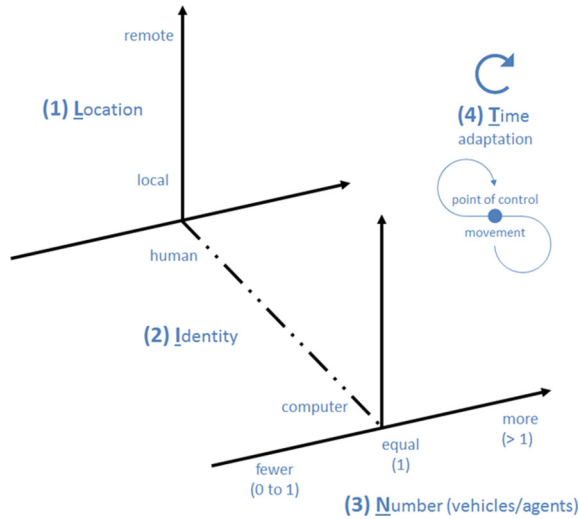 remote
(1) Location
local
human
(2) Identity
(4) Time
adaptation
point of control
movement
computer
equal
(1)
more
(> 1)
fewer
(0 to 1)
(3) Number (vehicles/agents)